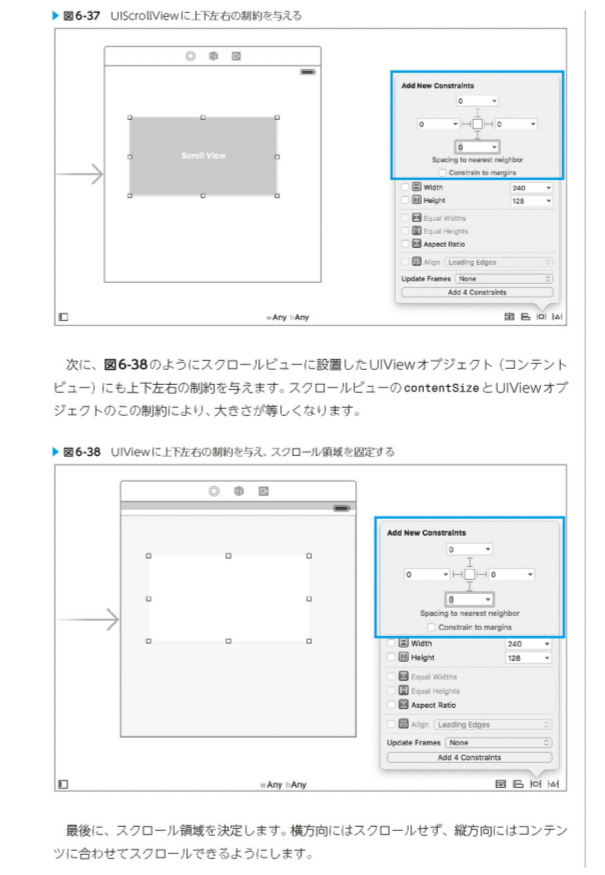 ▶ 図6-37 UIScrollViewに上下左右の制約を与える
Scroll View
Add New Constraints
0
0 0
0
Spacing to nearest neighbor
Constrain to margins
Width 240
Height 128
Equal Widths
Equal Heights
Aspect Ratio
Align Leading Edges
Update Frames None
Add 4 Constraints
wAny hAny
次に、図6-38のようにスクロールビューに設置したUIViewオブジェクト（コンテント
ビュー）にも上下左右の制約を与えます。スクロールビューのcontentSizeとUIViewオブ
ジェクトのこの制約により、大きさが等しくなります。
▶ 図6-38 UIViewに上下左右の制約を与え、スクロール領域を固定する
Add New Constraints
0
0 0
0
Spacing to nearest neighbor
Constrain to margins
Width 240
Height 128
Equal Widths
Equal Heights
Aspect Ratio
Align Leading Edges
Update Frames None
Add 4 Constraints
wAny hAny
最後に、スクロール領域を決定します。横方向にはスクロールせず、縦方向にはコンテン
ツに合わせてスクロールできるようにします。